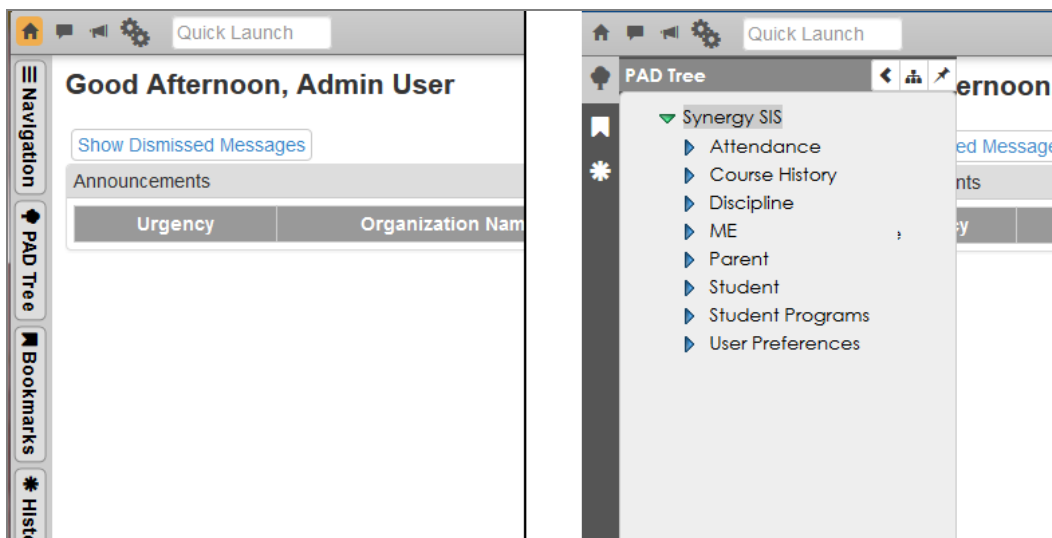 Quick Launch
Navigation
PAD Tree
Bookmarks
Histo
Good Afternoon, Admin User
Show Dismissed Messages
Announcements
Urgency Organization Nam
Quick Launch
PAD Tree
ernoon
Synergy SIS
Attendance
ed Message
Course History
nts
Discipline
ME
y
Parent
Student
Student Programs
User Preferences